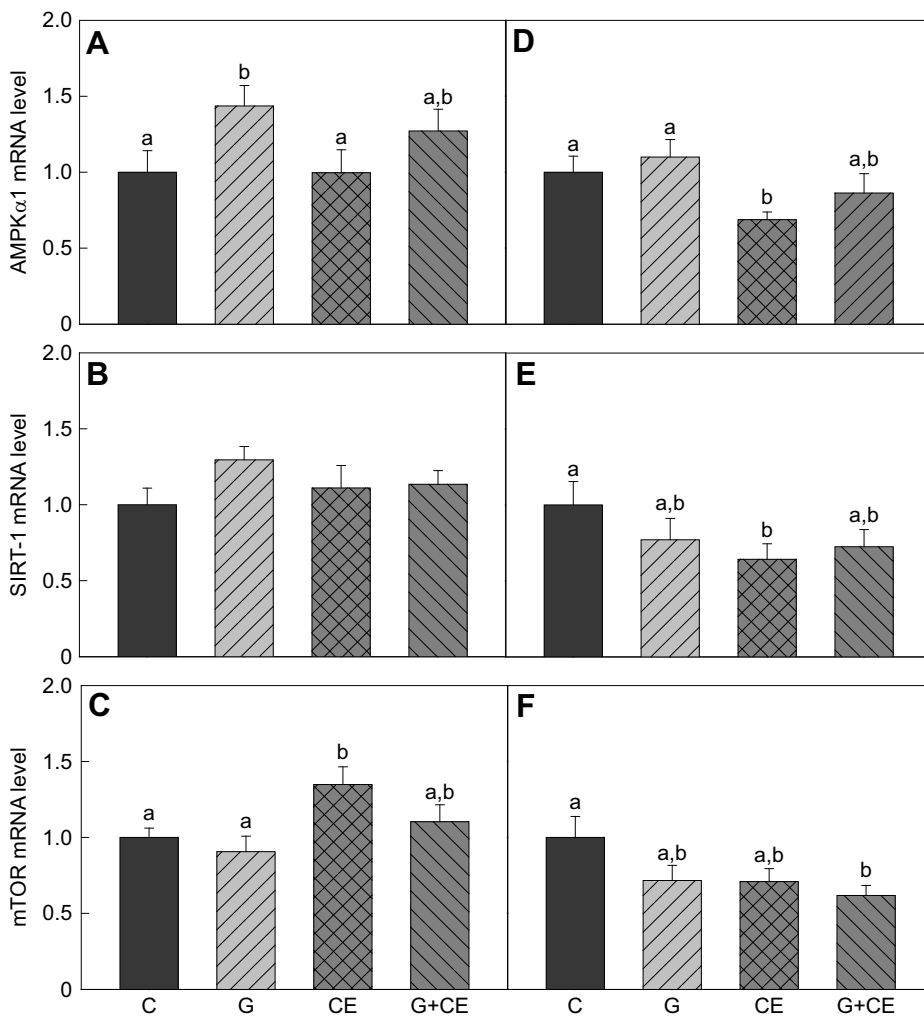 2.0
A
D
b
1.5
a,b
a
a
a
a
a,b
1.0
b
0.5
0
AMPKα1 mRNA level
2.0
B
E
1.5
a
1.0
a,b
b
a,b
0.5
0
SIRT-1 mRNA level
2.0
C
F
b
1.5
a,b
a
a
a
1.0
a,b
a,b
b
0.5
0
mTOR mRNA level
C G CE G+CE
C G CE G+CE